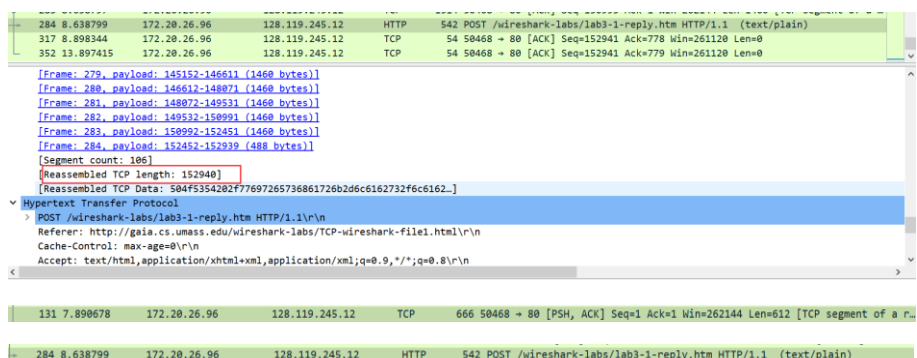 284 8.638799 172.20.26.96 128.119.245.12 HTTP 542 POST /wireshark-labs/lab3-1-reply.htm HTTP/1.1 (text/plain)
317 8.898344 172.20.26.96 128.119.245.12 TCP 54 50468 → 80 [ACK] Seq=152941 Ack=778 Win=261120 Len=0
352 13.897415 172.20.26.96 128.119.245.12 TCP 54 50468 → 80 [ACK] Seq=152941 Ack=779 Win=261120 Len=0
[Frame: 279, payload: 145152-146611 (1460 bytes)]
[Frame: 280, payload: 146612-148071 (1460 bytes)]
[Frame: 281, payload: 148072-149531 (1460 bytes)]
[Frame: 282, payload: 149532-150991 (1460 bytes)]
[Frame: 283, payload: 150992-152451 (1460 bytes)]
[Frame: 284, payload: 152452-152939 (488 bytes)]
[Segment count: 106]
[Reassembled TCP length: 152940]
[Reassembled TCP Data: 504f5354202f77697265736861726b2d6c6162732f6c6162…]
Hypertext Transfer Protocol
POST /wireshark-labs/lab3-1-reply.htm HTTP/1.1\r\n
Referer: http://gaia.cs.umass.edu/wireshark-labs/TCP-wireshark-file1.html\r\n
Cache-Control: max-age=0\r\n
Accept: text/html,application/xhtml+xml,application/xml;q=0.9,*/*;q=0.8\r\n
131 7.890678 172.20.26.96 128.119.245.12 TCP 666 50468 → 80 [PSH, ACK] Seq=1 Ack=1 Win=262144 Len=612 [TCP segment of a r…
284 8.638799 172.20.26.96 128.119.245.12 HTTP 542 POST /wireshark-labs/lab3-1-reply.htm HTTP/1.1 (text/plain)